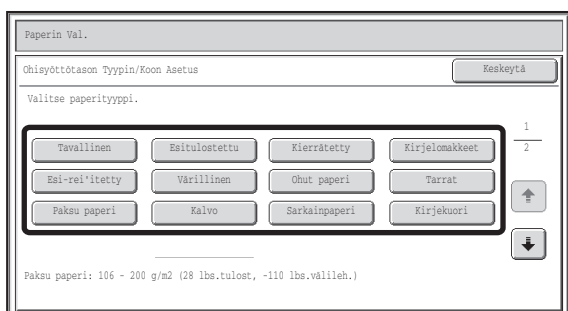 Paperin Val.
Ohisyöttötason Tyypin/Koon Asetus Keskeytä
Valitse paperityyppi.
1
2
Tavallinen Esitulostettu Kierrätetty Kirjelomakkeet
Esi-rei'itetty Värillinen Ohut paperi Tarrat
Paksu paperi Kalvo Sarkainpaperi Kirjekuori
Paksu paperi: 106 - 200 g/m2 (28 lbs.tulost, -110 lbs.välileh.)